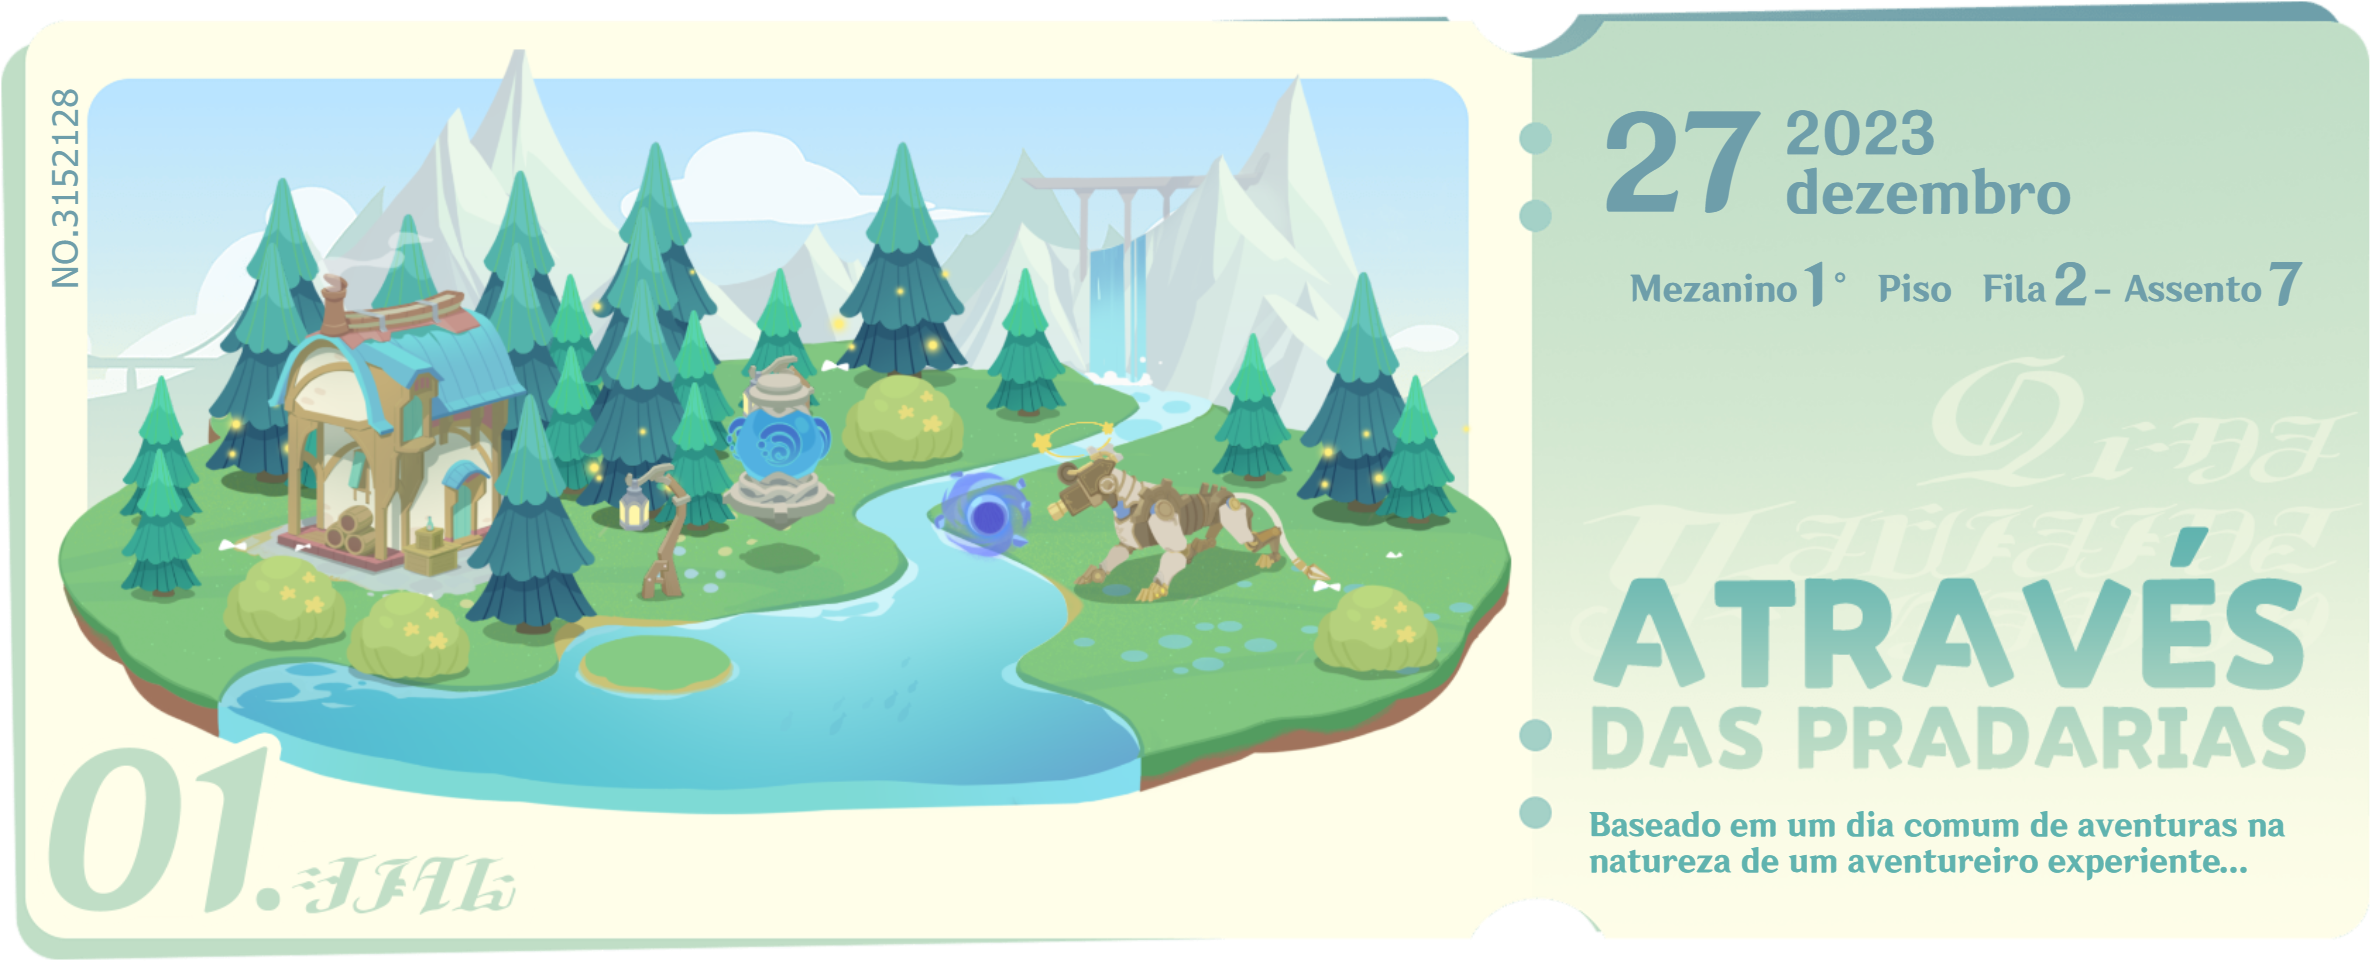 NO.3152128
01.
27 2023
dezembro
Mezanino 1° Piso Fila 2 - Assento 7
ATRAVÉS
DAS PRADARIAS
Baseado em um dia comum de aventuras na
natureza de um aventureiro experiente...